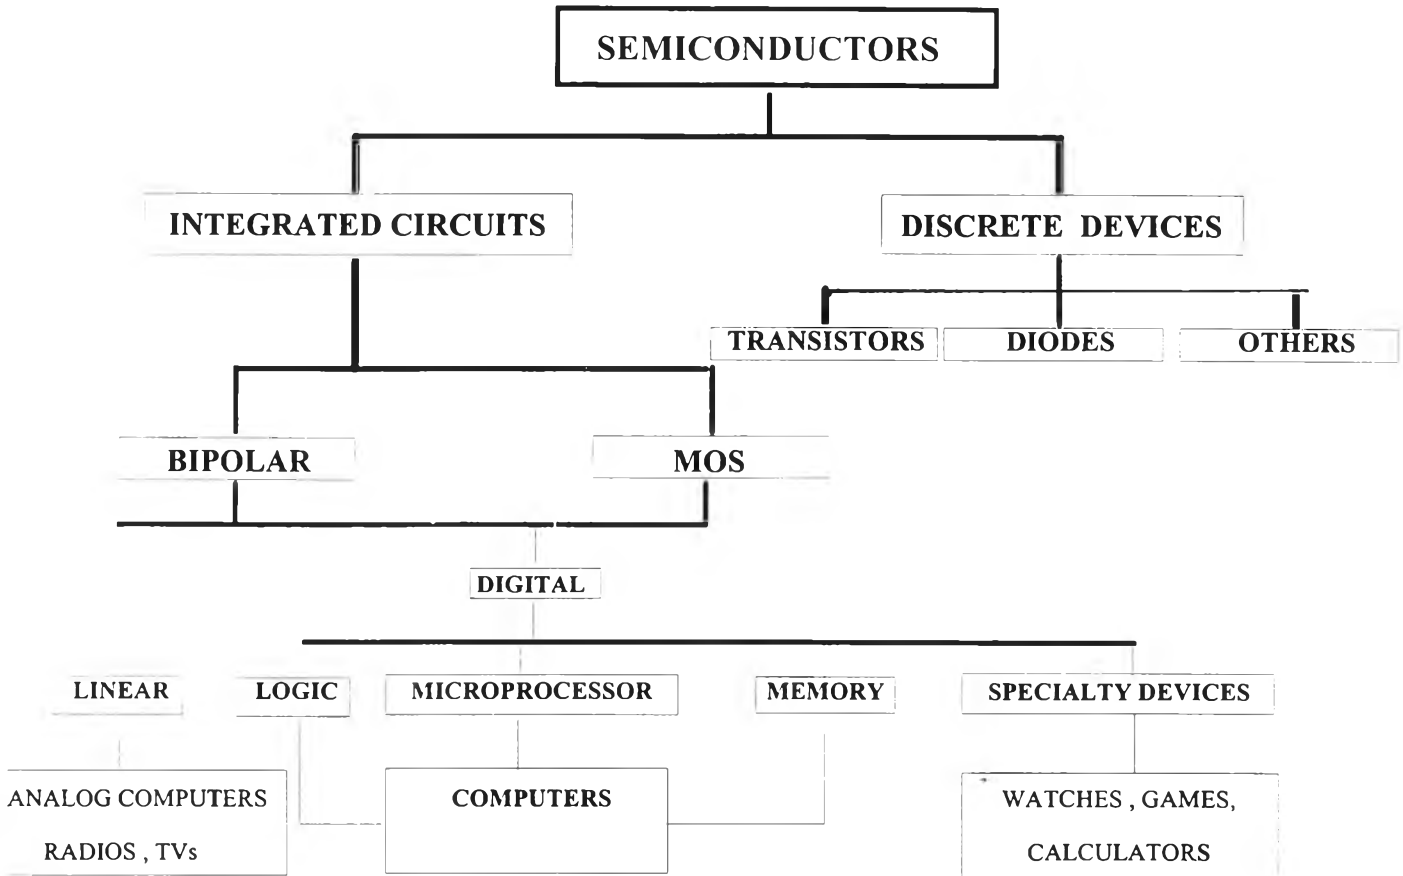 SEMICONDUCTORS
INTEGRATED CIRCUITS
DISCRETE DEVICES
TRANSISTORS
DIODES
OTHERS
BIPOLAR
MOS
DIGITAL
LINEAR
LOGIC
MICROPROCESSOR
MEMORY
SPECIALTY DEVICES
ANALOG COMPUTERS
RADIOS , TVs
COMPUTERS
WATCHES , GAMES,
CALCULATORS